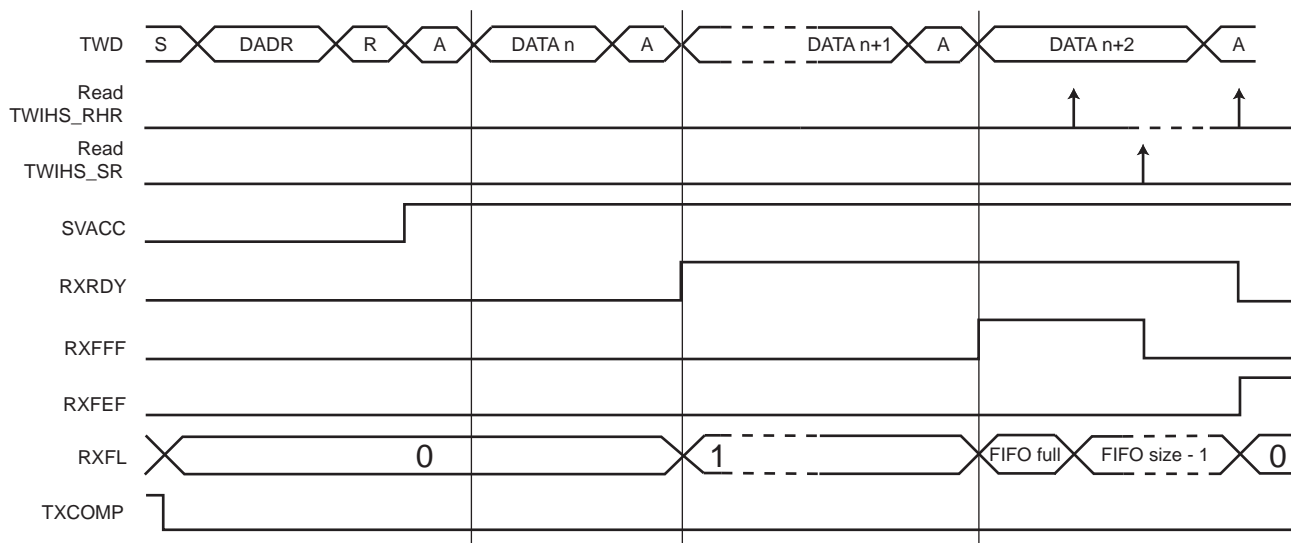 TWD S DADR R A DATA n A DATA n+1 A DATA n+2 A
Read
TWIHS_RHR
Read
TWIHS_SR
SVACC
RXRDY
RXFFF
RXFEF
RXFL 0 1 FIFO full FIFO size - 1 0
TXCOMP